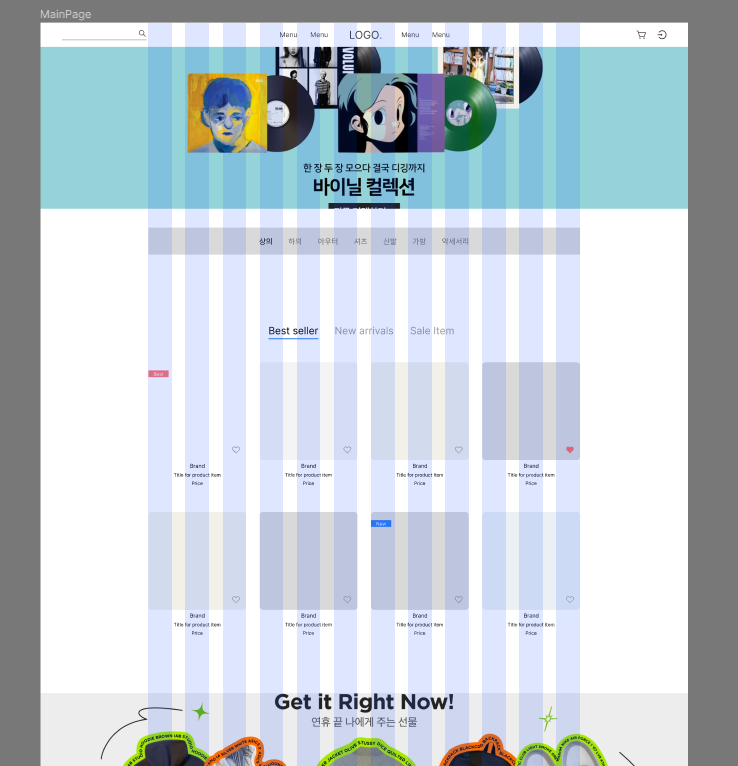 MainPage
Menu Menu LOGO. Menu Menu
VOLUM
한 장 두 장 모으다 결국 디깅까지
바이닐 컬렉션
상의 하의 아우터 셔츠 신발 가방 악세서리
Best seller New arrivals Sale Item
Best
Brand Brand Brand Brand
Title for product item Title for product item Title for product item Title for product item
Price Price Price Price
New
Brand Brand Brand Brand
Title for product item Title for product item Title for product item Title for product item
Price Price Price Price
Get it Right Now!
연휴 끝 나에게 주는 선물